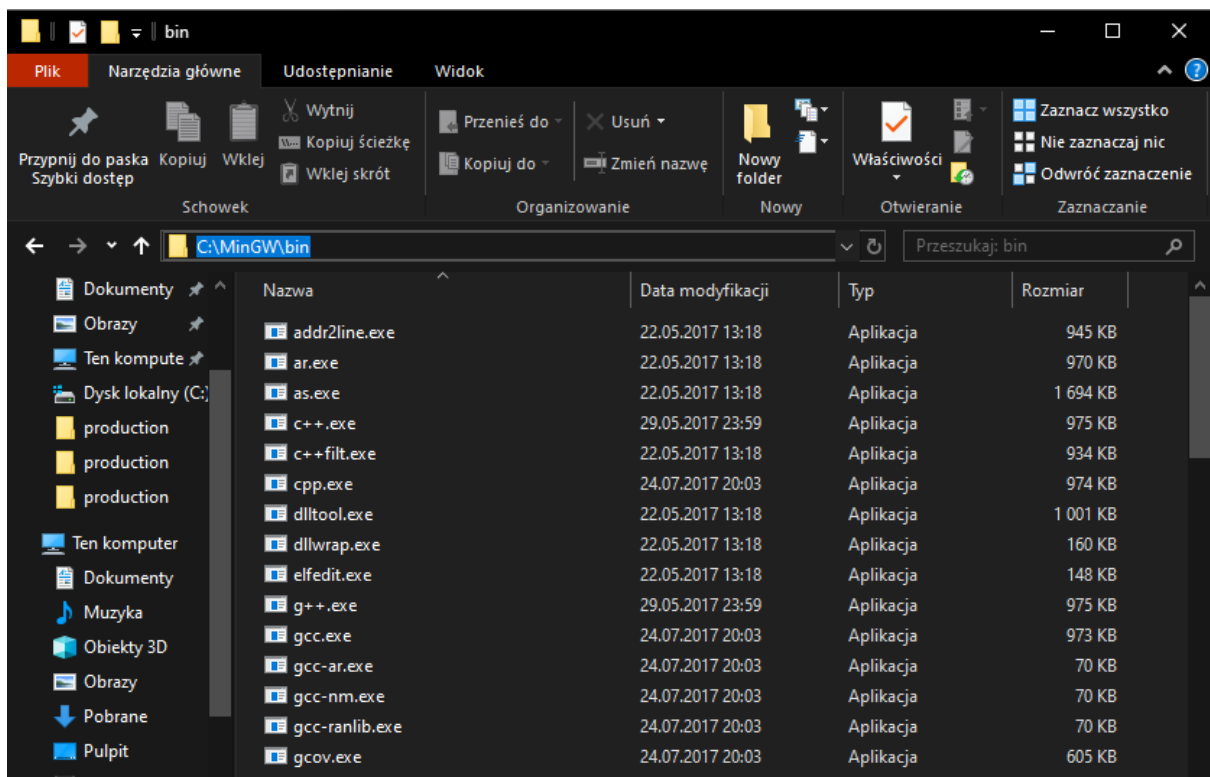 bin
Plik Narzędzia główne Udostępnianie Widok
Przypnij do paska Szybki dostęp
Kopiuj
Wklej
Wytnij
Kopiuj ścieżkę
Wklej skrót
Schowek
Przenieś do
Kopiuj do
Usuń
Zmień nazwę
Organizowanie
Nowy folder
Nowy
Właściwości
Otwieranie
Zaznacz wszystko
Nie zaznaczaj nic
Odwróć zaznaczenie
Zaznaczanie
C:\MinGW\bin
Przeszukaj: bin
Dokumenty
Obrazy
Ten kompute
Dysk lokalny (C:)
production
production
production
Ten komputer
Dokumenty
Muzyka
Obiekty 3D
Obrazy
Pobrane
Pulpit
Nazwa Data modyfikacji Typ Rozmiar
addr2line.exe 22.05.2017 13:18 Aplikacja 945 KB
ar.exe 22.05.2017 13:18 Aplikacja 970 KB
as.exe 22.05.2017 13:18 Aplikacja 1 694 KB
c++.exe 29.05.2017 23:59 Aplikacja 975 KB
c++filt.exe 22.05.2017 13:18 Aplikacja 934 KB
cpp.exe 24.07.2017 20:03 Aplikacja 974 KB
dlltool.exe 22.05.2017 13:18 Aplikacja 1 001 KB
dllwrap.exe 22.05.2017 13:18 Aplikacja 160 KB
elfedit.exe 22.05.2017 13:18 Aplikacja 148 KB
g++.exe 29.05.2017 23:59 Aplikacja 975 KB
gcc.exe 24.07.2017 20:03 Aplikacja 973 KB
gcc-ar.exe 24.07.2017 20:03 Aplikacja 70 KB
gcc-nm.exe 24.07.2017 20:03 Aplikacja 70 KB
gcc-ranlib.exe 24.07.2017 20:03 Aplikacja 70 KB
gcov.exe 24.07.2017 20:03 Aplikacja 605 KB